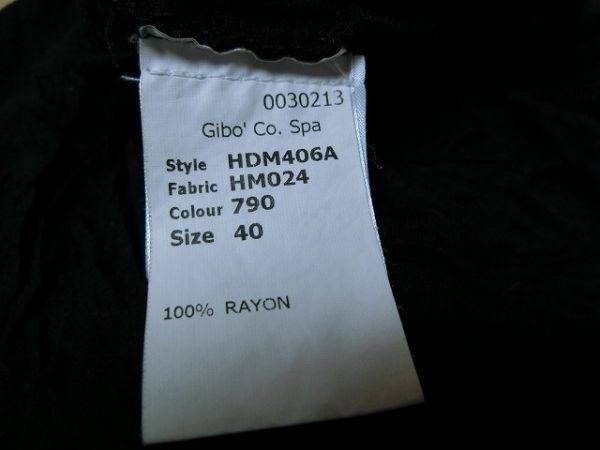 0030213
Gibo' Co. Spa
Style HDM406A
Fabric HM024
Colour 790
Size 40
100% RAYON